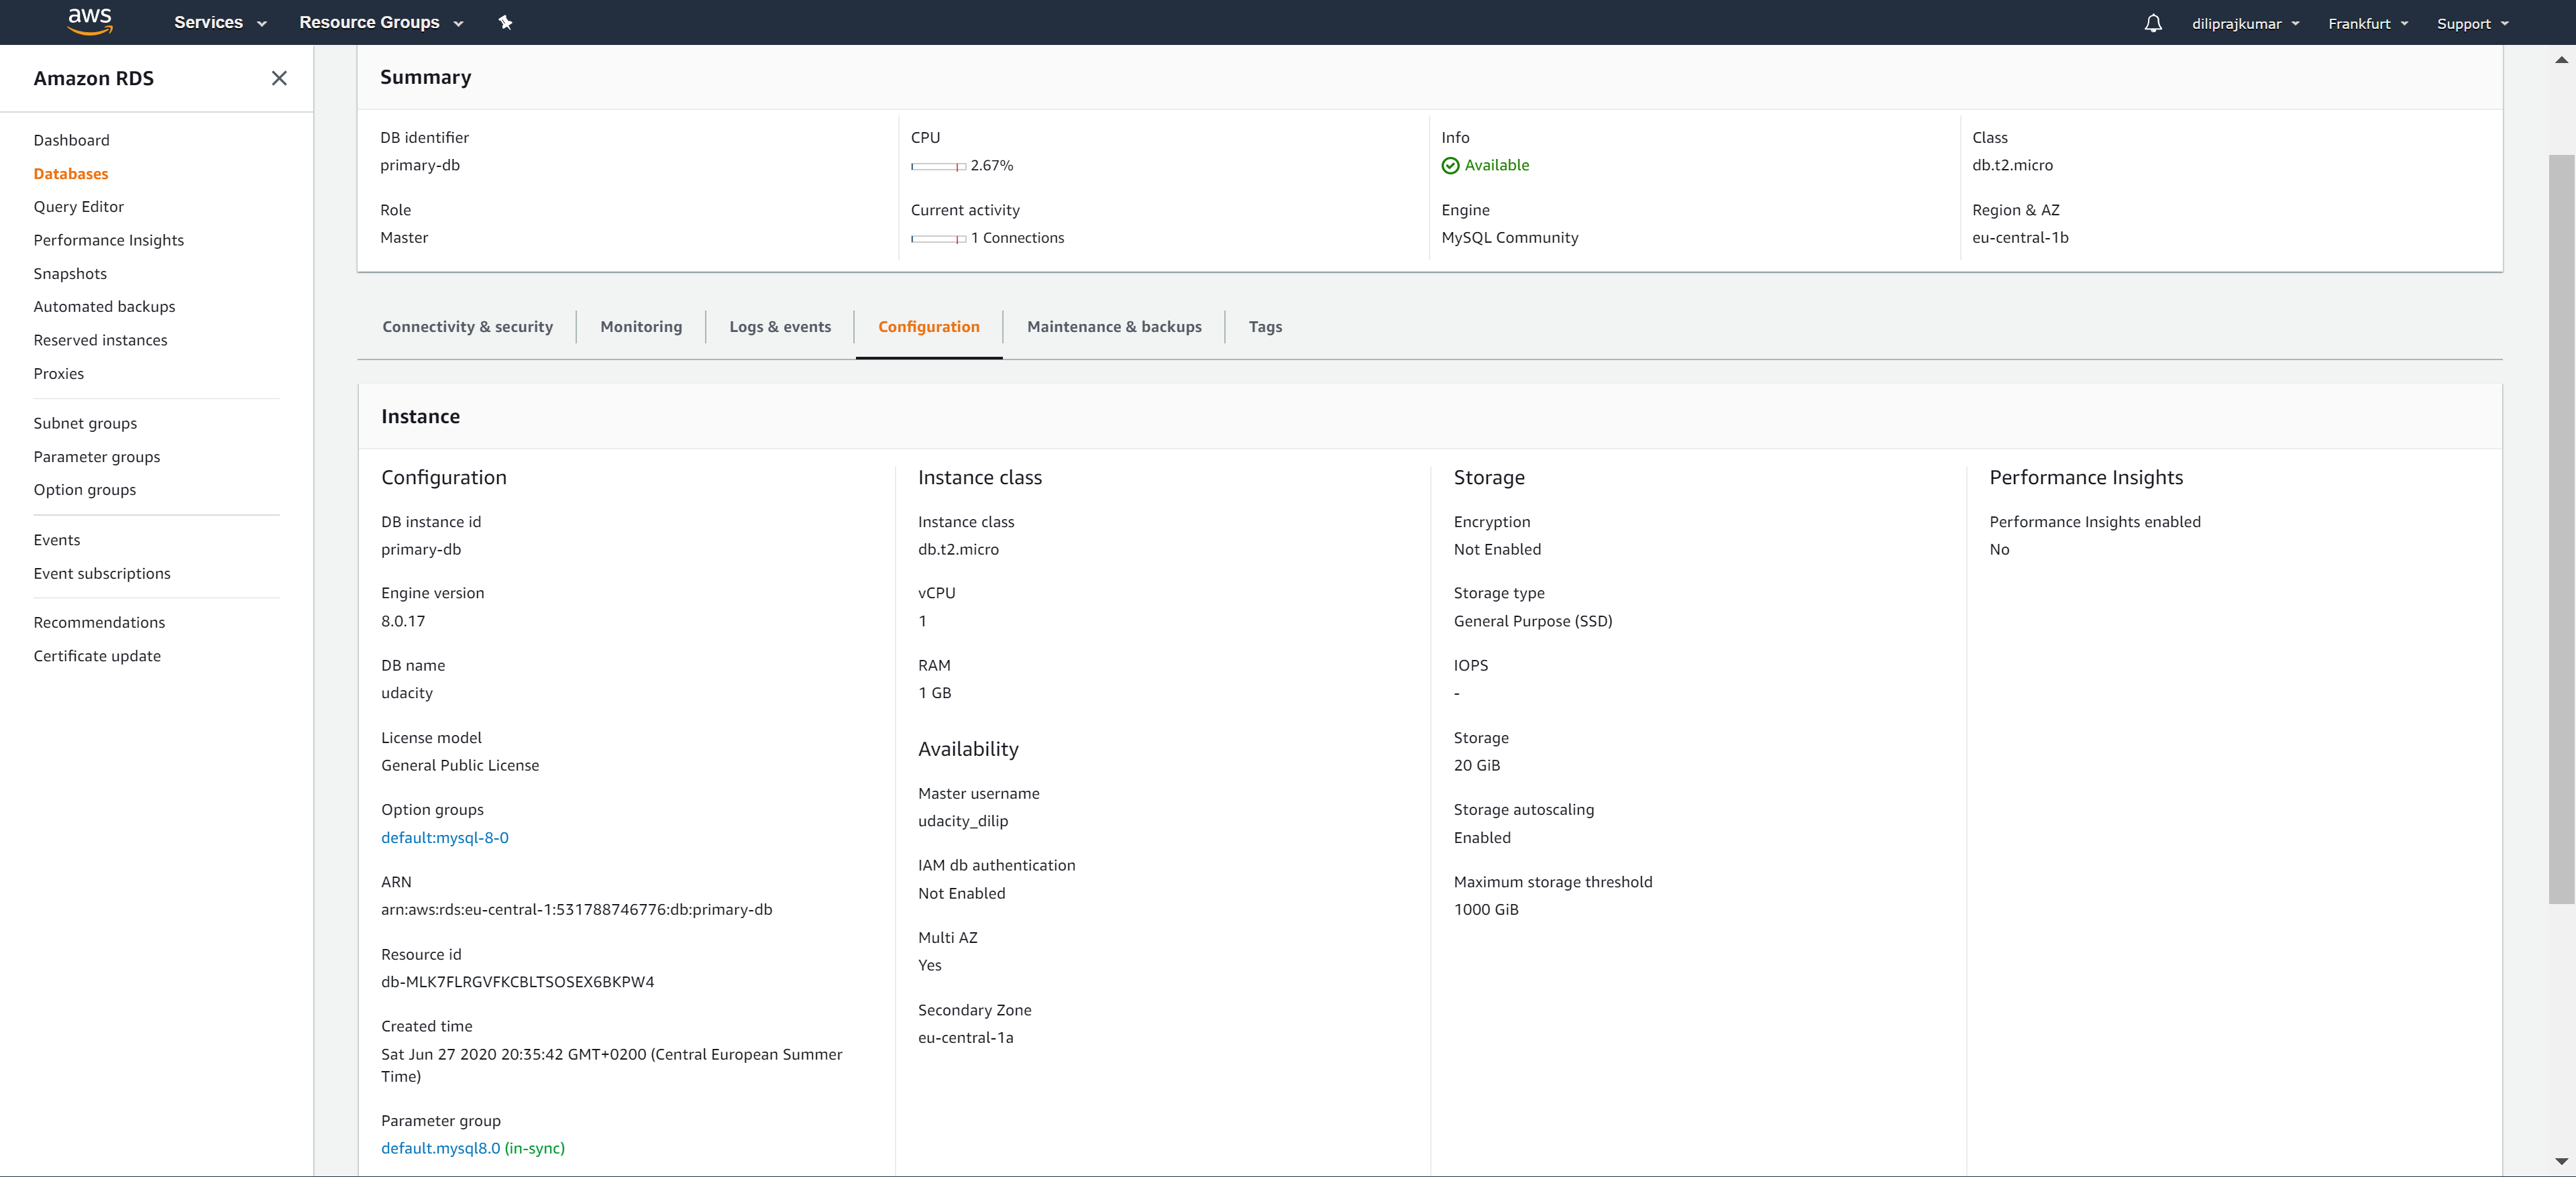 aws
Services
Resource Groups
diliprajkumar
Frankfurt
Support
Amazon RDS
Dashboard
Databases
Query Editor
Performance Insights
Snapshots
Automated backups
Reserved instances
Proxies
Subnet groups
Parameter groups
Option groups
Events
Event subscriptions
Recommendations
Certificate update
Summary
DB identifier
primary-db
Role
Master
CPU
2.67%
Current activity
1 Connections
Info
Available
Engine
MySQL Community
Class
db.t2.micro
Region & AZ
eu-central-1b
Connectivity & security
Monitoring
Logs & events
Configuration
Maintenance & backups
Tags
Instance
Configuration
DB instance id
primary-db
Engine version
8.0.17
DB name
udacity
License model
General Public License
Option groups
default:mysql-8-0
ARN
arn:aws:rds:eu-central-1:531788746776:db:primary-db
Resource id
db-MLK7FLRGVFKCBLTSOSEX6BKPW4
Created time
Sat Jun 27 2020 20:35:42 GMT+0200 (Central European Summer
Time)
Parameter group
default.mysql8.0 (in-sync)
Instance class
Instance class
db.t2.micro
vCPU
1
RAM
1 GB
Availability
Master username
udacity_dilip
IAM db authentication
Not Enabled
Multi AZ
Yes
Secondary Zone
eu-central-1a
Storage
Encryption
Not Enabled
Storage type
General Purpose (SSD)
IOPS
-
Storage
20 GiB
Storage autoscaling
Enabled
Maximum storage threshold
1000 GiB
Performance Insights
Performance Insights enabled
No